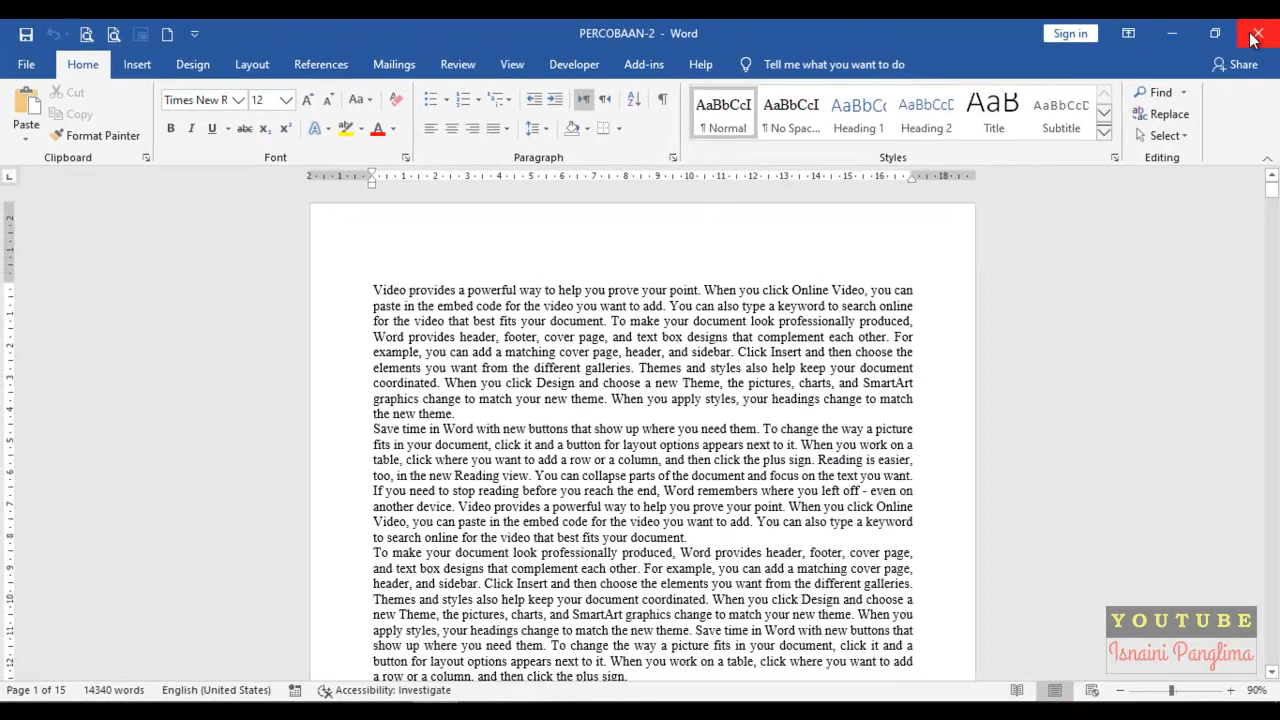 PERCOBAAN-2 - Word
Sign in
File Home Insert Design Layout References Mailings Review View Developer Add-ins Help Tell me what you want to do Share
Paste
Cut
Copy
Format Painter
Clipboard
Times New R 12
Font
Paragraph
AaBbCcI AaBbCcI AaBbCc AaBbCcD AaB AaBbCcD
¶ Normal ¶ No Spac... Heading 1 Heading 2 Title Subtitle
Styles
Find
Replace
Select
Editing
2 1 1 2 3 4 5 6 7 8 9 10 11 12 13 14 15 16 18
Video provides a powerful way to help you prove your point. When you click Online Video, you can
paste in the embed code for the video you want to add. You can also type a keyword to search online
for the video that best fits your document. To make your document look professionally produced,
Word provides header, footer, cover page, and text box designs that complement each other. For
example, you can add a matching cover page, header, and sidebar. Click Insert and then choose the
elements you want from the different galleries. Themes and styles also help keep your document
coordinated. When you click Design and choose a new Theme, the pictures, charts, and SmartArt
graphics change to match your new theme. When you apply styles, your headings change to match
the new theme.
Save time in Word with new buttons that show up where you need them. To change the way a picture
fits in your document, click it and a button for layout options appears next to it. When you work on a
table, click where you want to add a row or a column, and then click the plus sign. Reading is easier,
too, in the new Reading view. You can collapse parts of the document and focus on the text you want.
If you need to stop reading before you reach the end, Word remembers where you left off - even on
another device. Video provides a powerful way to help you prove your point. When you click Online
Video, you can paste in the embed code for the video you want to add. You can also type a keyword
to search online for the video that best fits your document.
To make your document look professionally produced, Word provides header, footer, cover page,
and text box designs that complement each other. For example, you can add a matching cover page,
header, and sidebar. Click Insert and then choose the elements you want from the different galleries.
Themes and styles also help keep your document coordinated. When you click Design and choose a
new Theme, the pictures, charts, and SmartArt graphics change to match your new theme. When you
apply styles, your headings change to match the new theme. Save time in Word with new buttons that
show up where you need them. To change the way a picture fits in your document, click it and a
button for layout options appears next to it. When you work on a table, click where you want to add
a row or a column, and then click the plus sign.
YOUTUBE
Isnaini Panglima
Page 1 of 15 14340 words English (United States) Accessibility: Investigate 90%